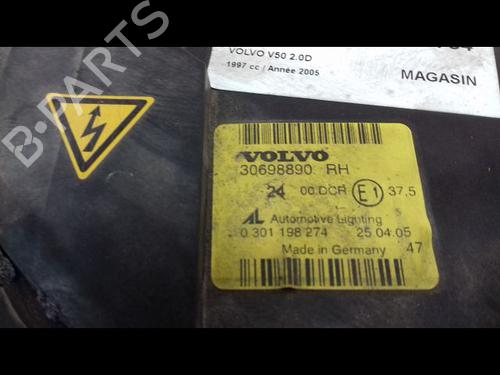 VOLVO V50 2.0D
1997 cc / Année 2005
MAGASIN
B-PARTS
VOLVO
30698890 RH
24 00 DCR E1 37,5
AL Automotive Lighting
0 301 198 274 25 04 05
Made in Germany 47